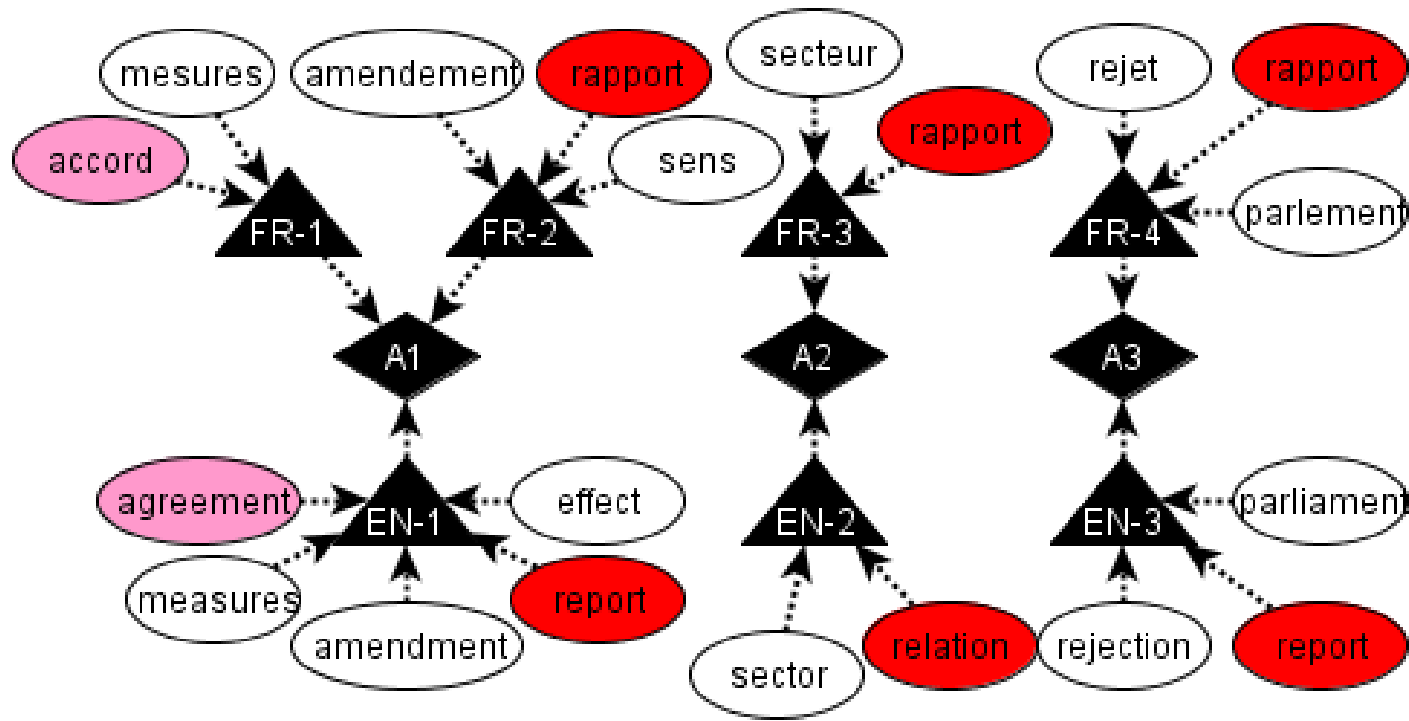 mesures
amendement
rapport
secteur
rejet
rapport
accord
sens
rapport
parlement
FR-1
FR-2
FR-3
FR-4
A1
A2
A3
agreement
effect
parliament
EN-1
EN-2
EN-3
measures
report
amendment
sector
relation
rejection
report